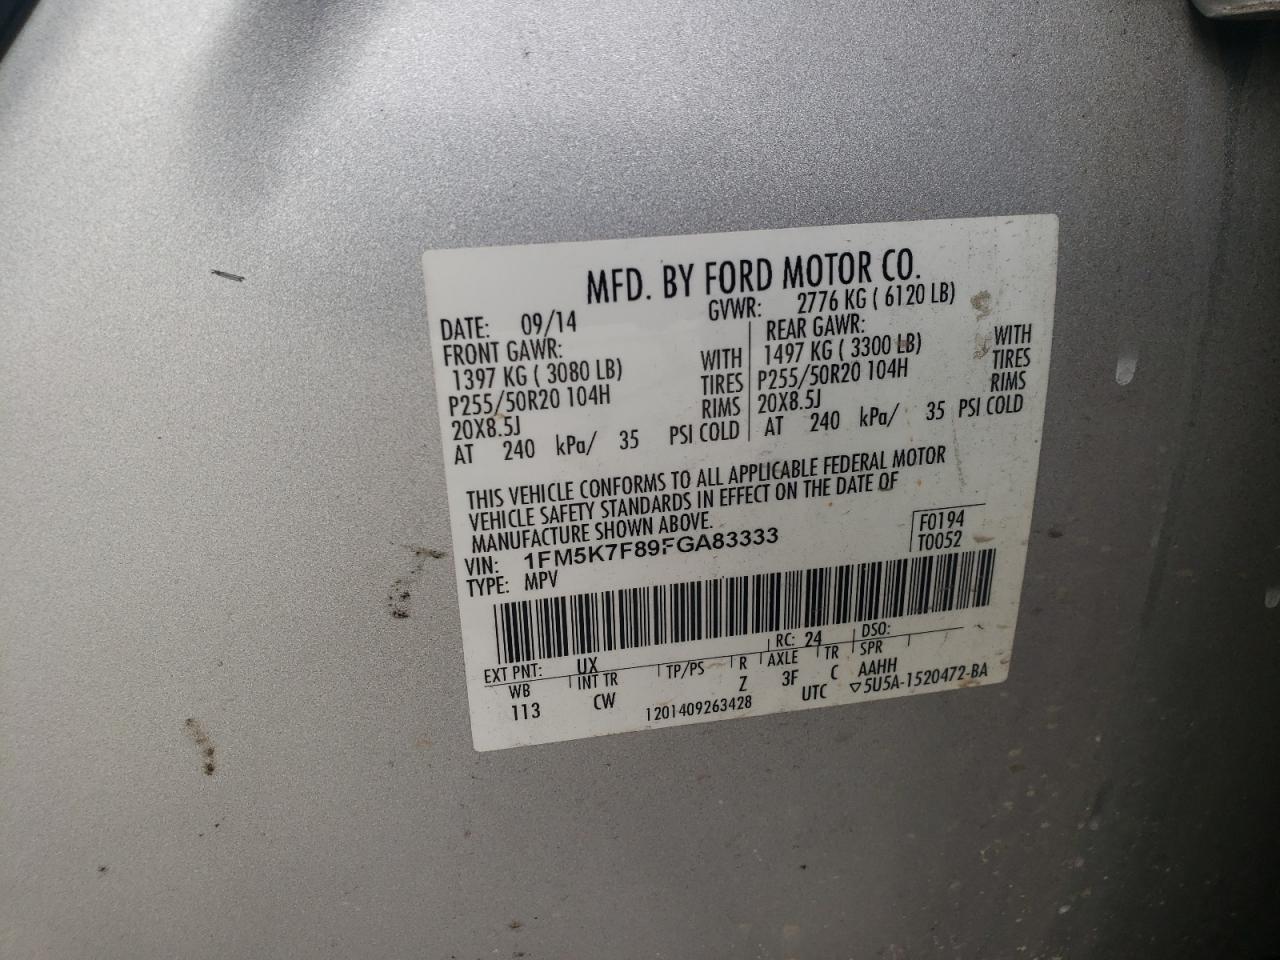 MFD. BY FORD MOTOR CO.
DATE: 09/14 GVWR: 2776 KG ( 6120 LB)
FRONT GAWR: REAR GAWR:
1397 KG ( 3080 LB) WITH 1497 KG ( 3300 LB) WITH
P255/50R20 104H TIRES P255/50R20 104H TIRES
20X8.5J RIMS 20X8.5J RIMS
AT 240 kPa/ 35 PSI COLD AT 240 kPa/ 35 PSI COLD
THIS VEHICLE CONFORMS TO ALL APPLICABLE FEDERAL MOTOR
VEHICLE SAFETY STANDARDS IN EFFECT ON THE DATE OF
MANUFACTURE SHOWN ABOVE.
VIN: 1FM5K7F89FGA83333 F0194
TYPE: MPV T0052
EXT PNT: UX RC: 24 DSO:
WB INT TR TP/PS R AXLE TR SPR
113 CW Z 3F C AAHH
1201409263428 UTC ▽5U5A-1520472-BA